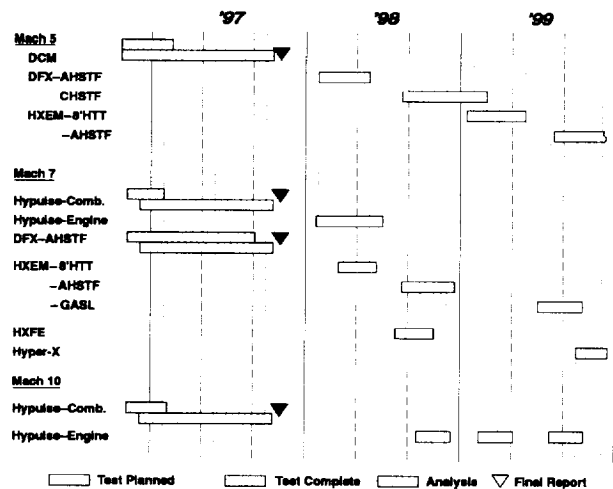 '97 '98 '99
Mach 5
DCM
DFX–AHSTF
CHSTF
HXEM–8'HTT
–AHSTF
Mach 7
Hypulse-Comb.
Hypulse-Engine
DFX–AHSTF
HXEM–8'HTT
–AHSTF
–GASL
HXFE
Hyper-X
Mach 10
Hypulse–Comb.
Hypulse–Engine
Test Planned Test Complete Analysis Final Report